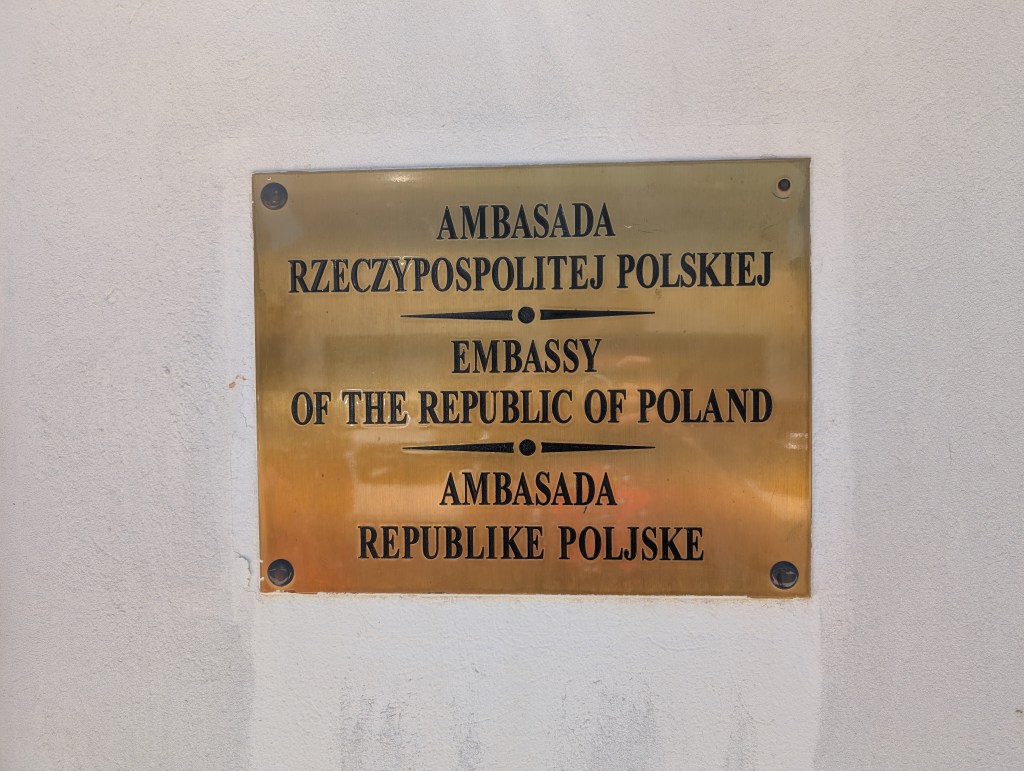 AMBASADA
RZECZYPOSPOLITEJ POLSKIEJ
EMBASSY
OF THE REPUBLIC OF POLAND
AMBASADA
REPUBLIKE POLJSKE